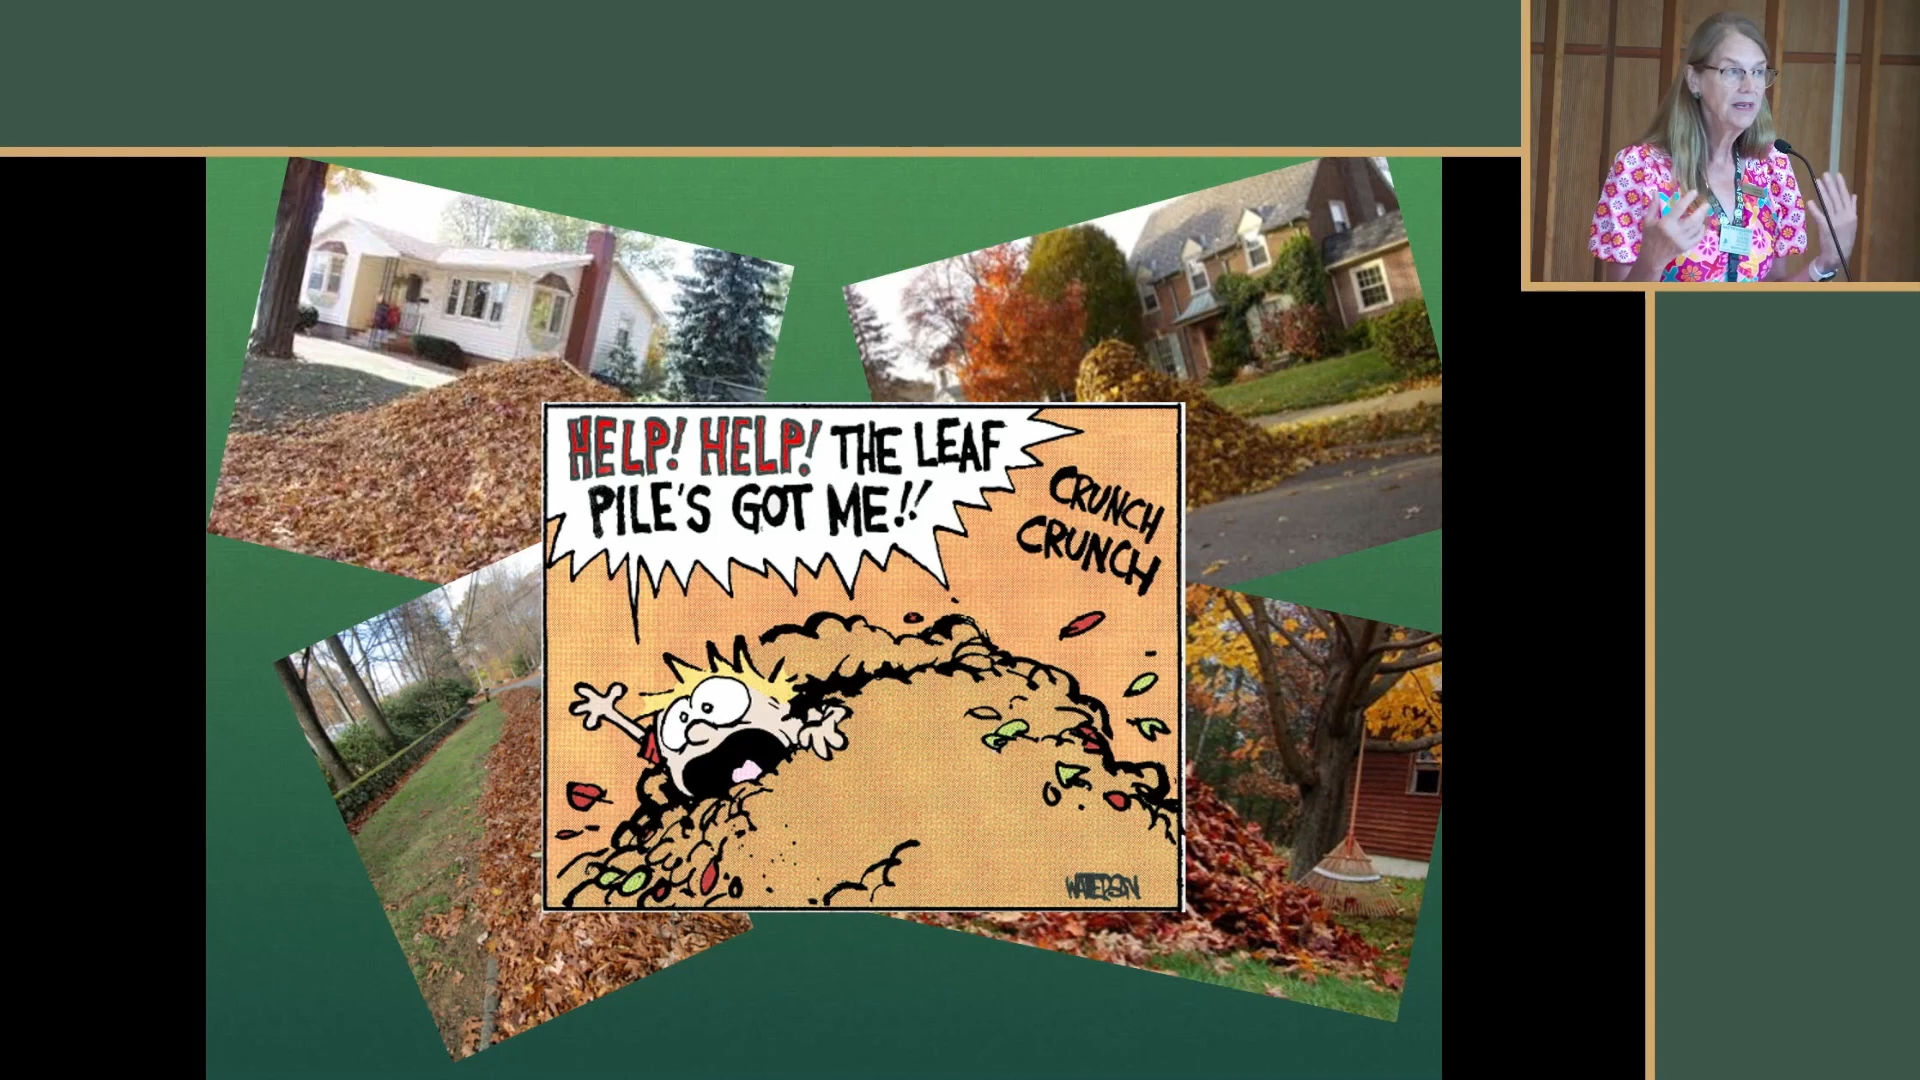 HELP! HELP! THE LEAF
PILE'S GOT ME!!
CRUNCH
CRUNCH
WATTERSON